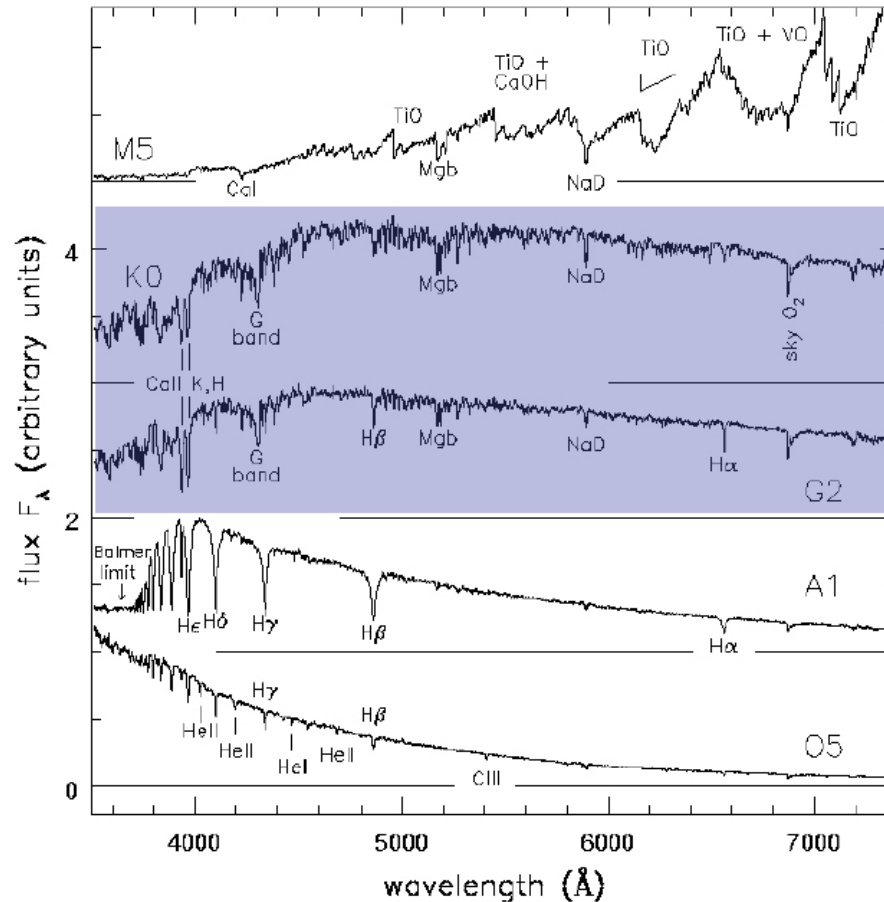 TiO + VO
TiO
TiO +
CaOH
TiO
TiO
M5
Mgb
CaI
NaD
4
K0
Mgb
NaD
G
band
sky O₂
CaII K,H
Hβ
Mgb
NaD
G
band
Hα
G2
2
Balmer
limit
A1
Hϵ
Hδ
Hγ
Hβ
Hα
Hγ
Hβ
HeII
HeII
HeI
HeII
O5
CIII
0
4000
5000
6000
7000
wavelength (Å)
flux F_λ (arbitrary units)